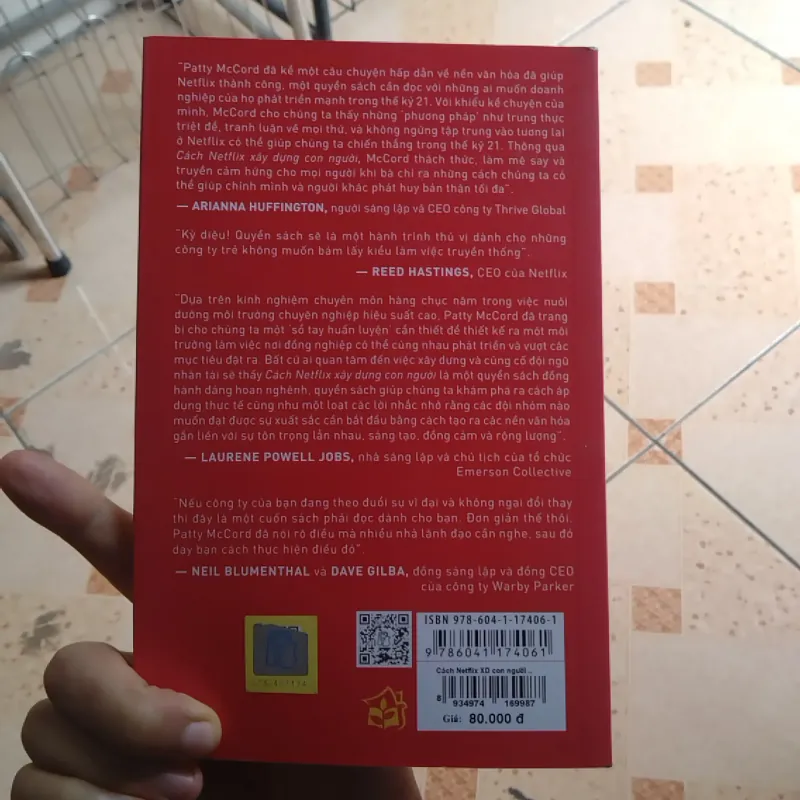 "Patty McCord đã kể một câu chuyện hấp dẫn về nền văn hóa đã giúp
Netflix thành công, một quyển sách cần đọc với những ai muốn doanh
nghiệp của họ phát triển mạnh trong thế kỷ 21. Với khiếu kể chuyện của
mình, McCord cho chúng ta thấy những 'phương pháp' như trung thực
triệt để, tranh luận về mọi thứ, và không ngừng tập trung vào tương lai
ở Netflix có thể giúp chúng ta chiến thắng trong thế kỷ 21. Thông qua
Cách Netflix xây dựng con người, McCord thách thức, làm mê say và
truyền cảm hứng cho mọi người khi bà chỉ ra những cách chúng ta có
thể giúp chính mình và người khác phát huy bản thân tối đa".
— ARIANNA HUFFINGTON, người sáng lập và CEO công ty Thrive Global
"Kỳ diệu! Quyển sách sẽ là một hành trình thú vị dành cho những
công ty trẻ không muốn bám lấy kiểu làm việc truyền thống".
— REED HASTINGS, CEO của Netflix
"Dựa trên kinh nghiệm chuyên môn hàng chục năm trong việc nuôi
dưỡng môi trường chuyên nghiệp hiệu suất cao, Patty McCord đã trang
bị cho chúng ta một 'sổ tay huấn luyện' cần thiết để thiết kế ra một môi
trường làm việc nơi đồng nghiệp có thể cùng nhau phát triển và vượt các
mục tiêu đặt ra. Bất cứ ai quan tâm đến việc xây dựng và củng cố đội ngũ
nhân tài sẽ thấy Cách Netflix xây dựng con người là một quyển sách đồng
hành đáng hoan nghênh, quyển sách giúp chúng ta khám phá ra cách áp
dụng thực tế cũng như một loạt các lời nhắc nhở rằng các đội nhóm nào
muốn đạt được sự xuất sắc cần bắt đầu bằng cách tạo ra các nền văn hóa
gắn liền với sự tôn trọng lẫn nhau, sáng tạo, đồng cảm và rộng lượng".
— LAURENE POWELL JOBS, nhà sáng lập và chủ tịch của tổ chức
Emerson Collective
"Nếu công ty của bạn đang theo đuổi sự vĩ đại và không ngại đổi thay
thì đây là một cuốn sách phải đọc dành cho bạn. Đơn giản thế thôi.
Patty McCord đã nói rõ điều mà nhiều nhà lãnh đạo cần nghe, sau đó
dạy bạn cách thực hiện điều đó".
— NEIL BLUMENTHAL và DAVE GILBA, đồng sáng lập và đồng CEO
của công ty Warby Parker
ISBN 978-604-1-17406-1
9 786041 174061
Cách Netflix XD con người ..
8 934974 169987
Giá: 80.000 đ